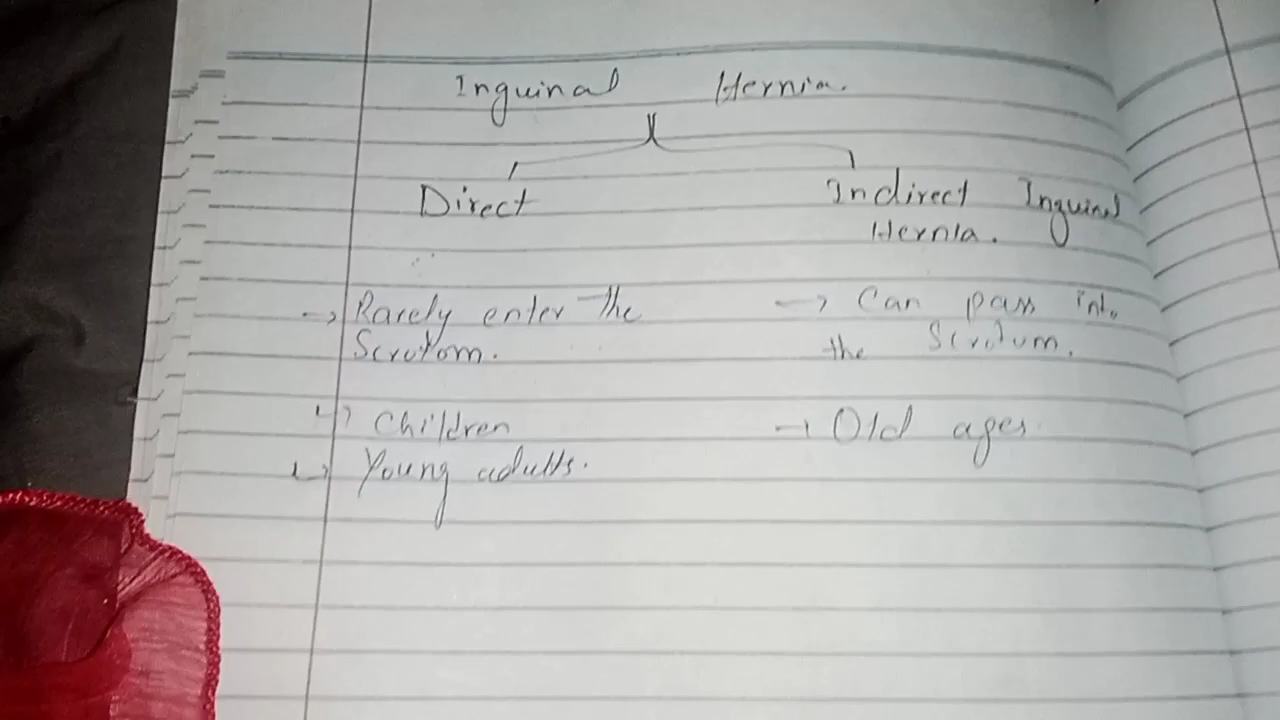 Inguinal Hernia.
Direct
Indirect Inguinal
Hernia.
→ Rarely enter the
Scrotom.
→ Can pass into
the Scrotum.
↳ Children
→ Old ages.
↳ Young adults.